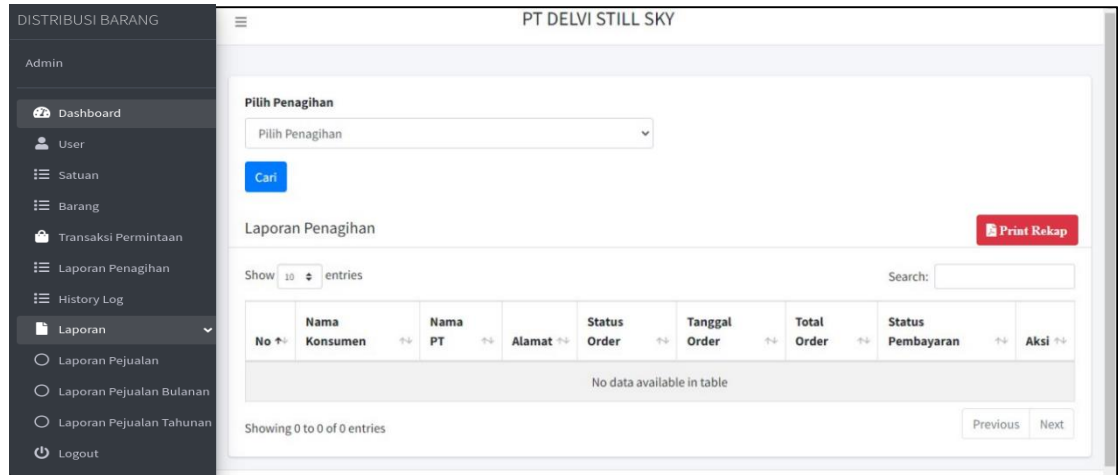 DISTRIBUSI BARANG
Admin
Dashboard
User
Satuan
Barang
Transaksi Permintaan
Laporan Penagihan
History Log
Laporan
Laporan Pejualan
Laporan Pejualan Bulanan
Laporan Pejualan Tahunan
Logout
PT DELVI STILL SKY
Pilih Penagihan
Pilih Penagihan
Cari
Laporan Penagihan
Print Rekap
Show 10 entries
Search:
No
Nama Konsumen
Nama PT
Alamat
Status Order
Tanggal Order
Total Order
Status Pembayaran
Aksi
No data available in table
Showing 0 to 0 of 0 entries
Previous Next